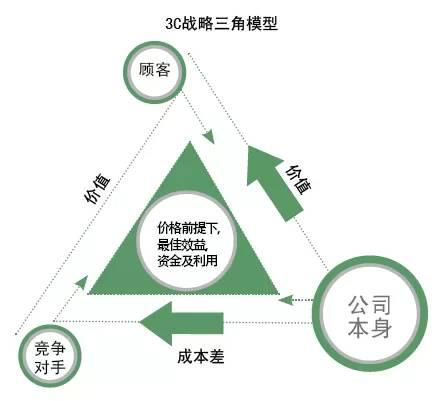 3C战略三角模型
顾客
价值
价值
价格前提下,
最佳效益,
资金及利用
公司
本身
竞争
对手
成本差